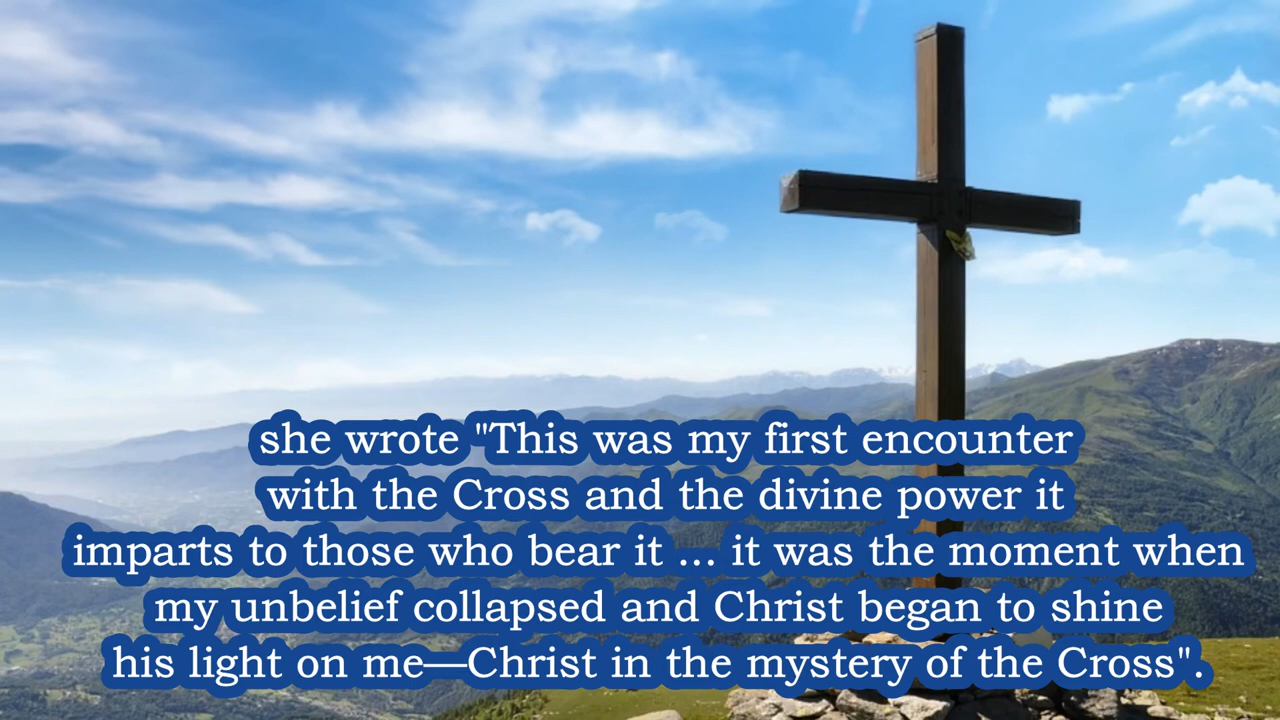 she wrote "This was my first encounter
with the Cross and the divine power it
imparts to those who bear it ... it was the moment when
my unbelief collapsed and Christ began to shine
his light on me—Christ in the mystery of the Cross".